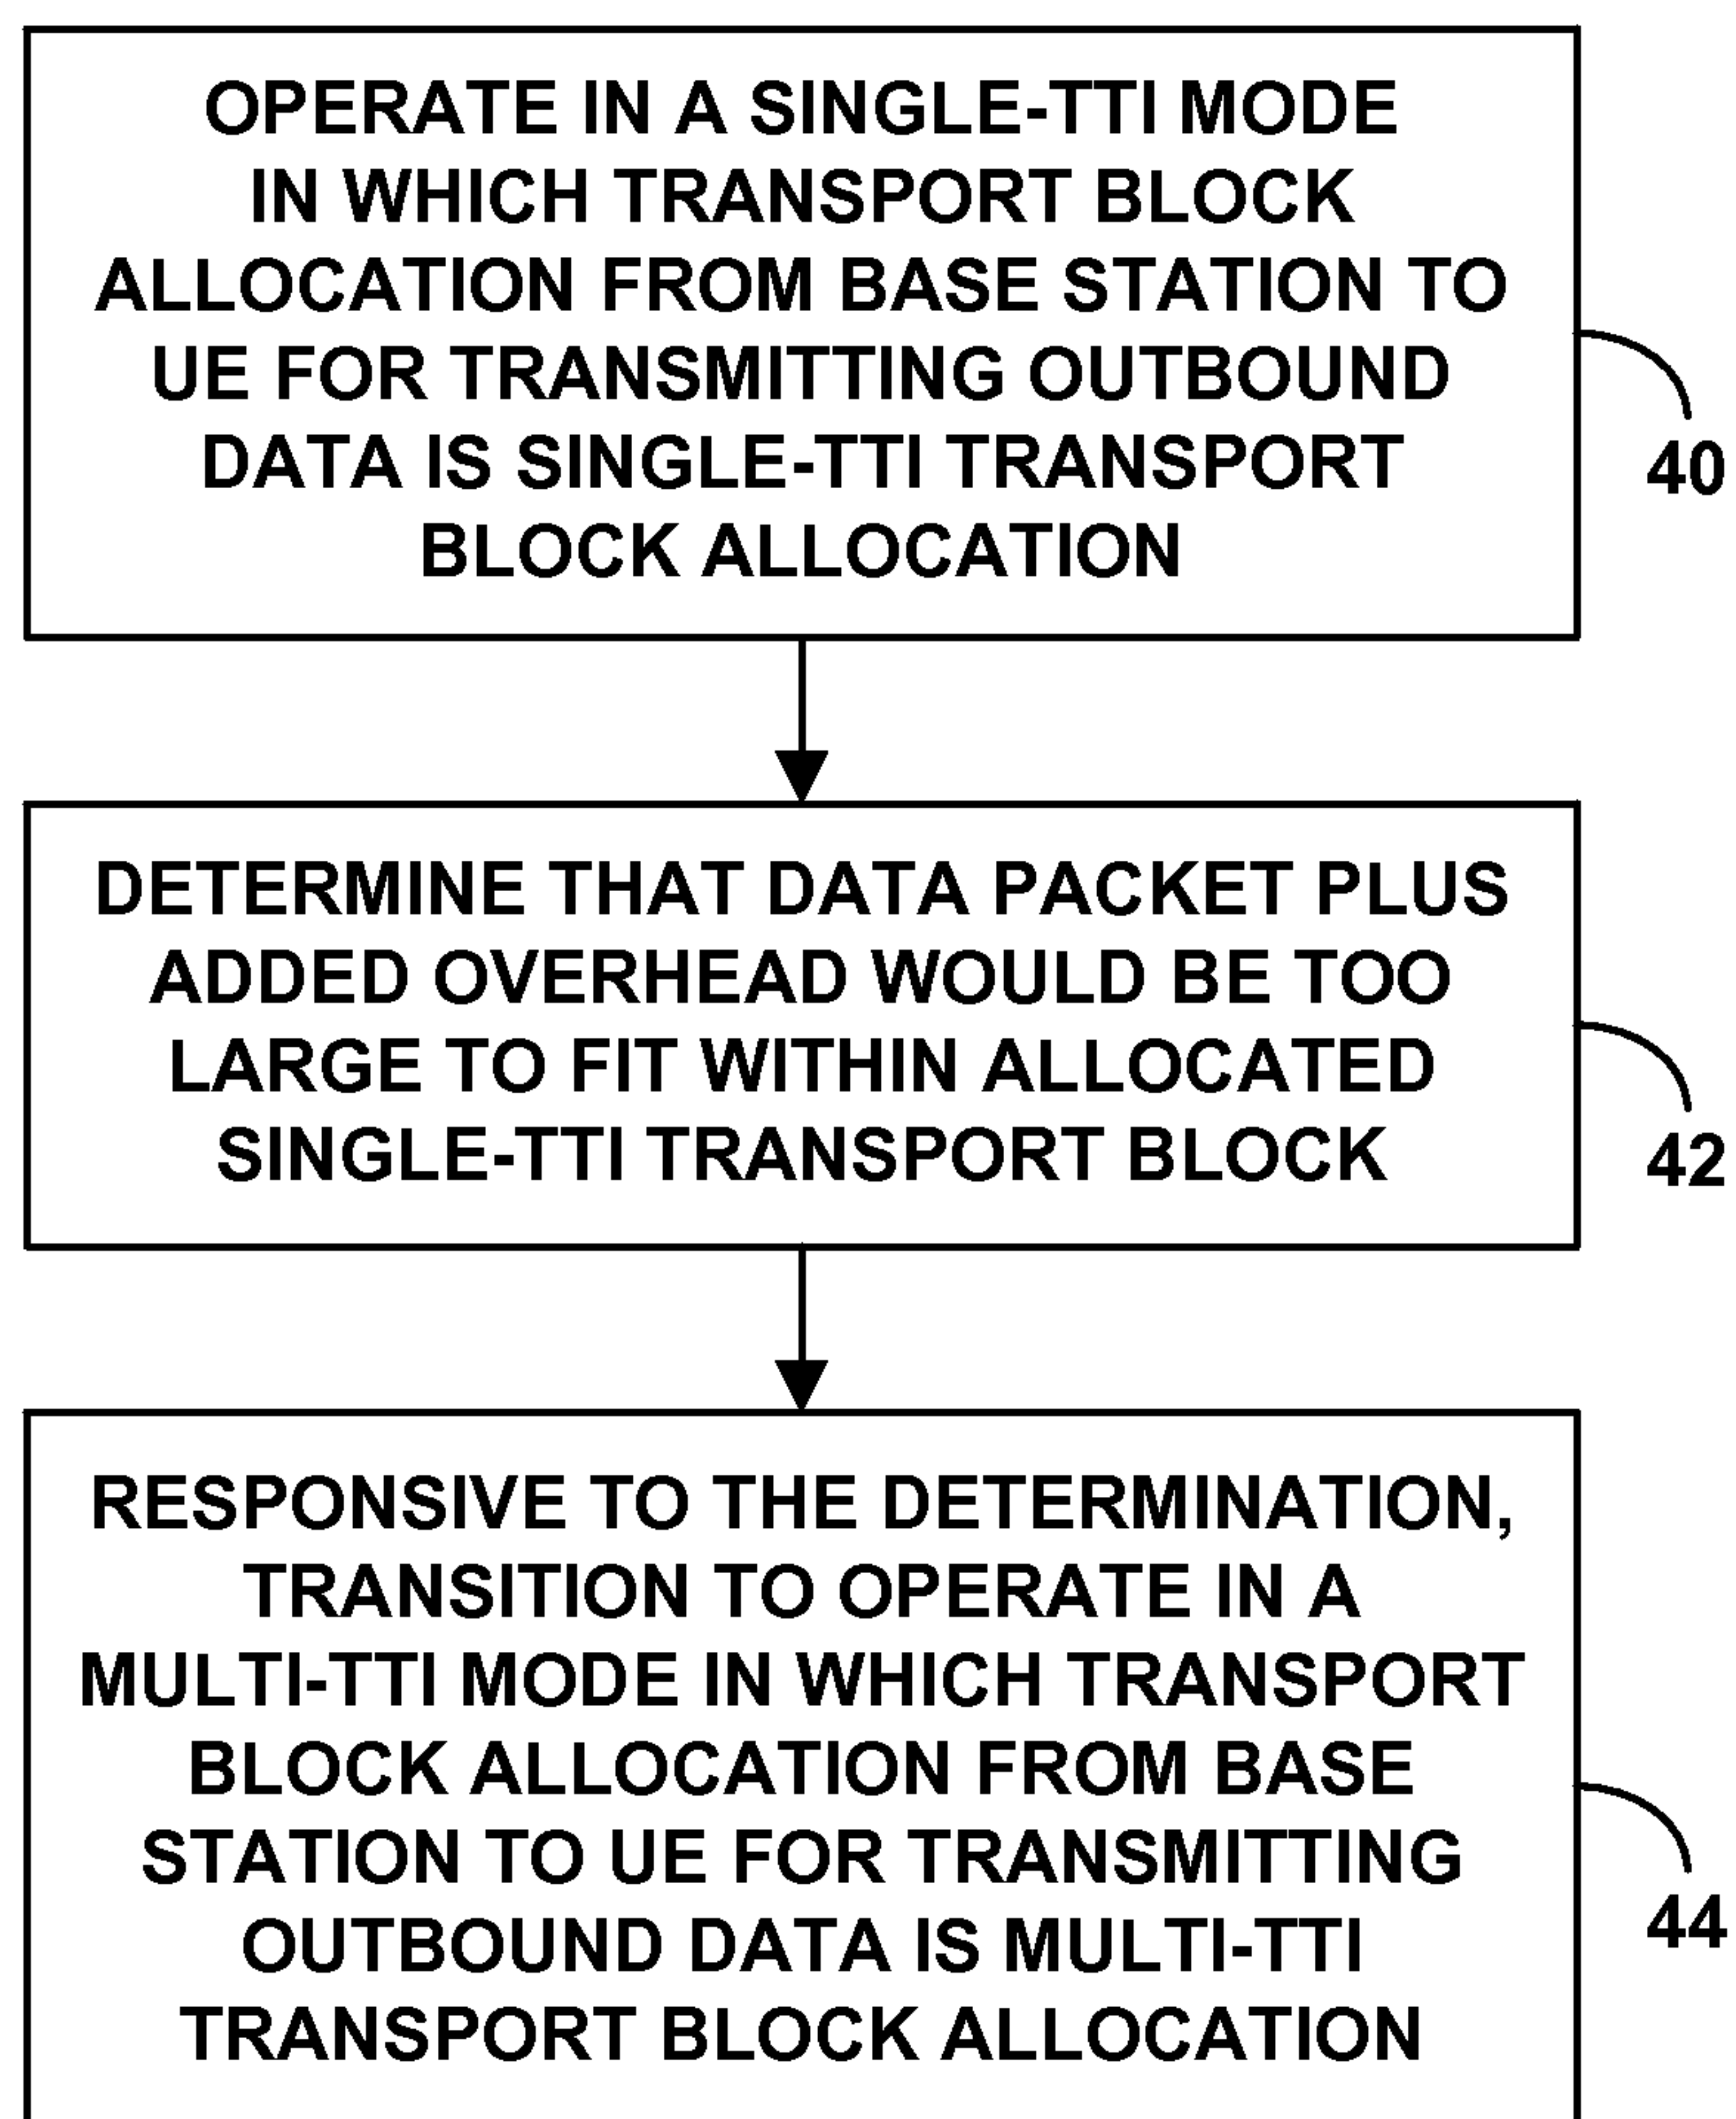 OPERATE IN A SINGLE-TTI MODE
IN WHICH TRANSPORT BLOCK
ALLOCATION FROM BASE STATION TO
UE FOR TRANSMITTING OUTBOUND
DATA IS SINGLE-TTI TRANSPORT
BLOCK ALLOCATION
40
DETERMINE THAT DATA PACKET PLUS
ADDED OVERHEAD WOULD BE TOO
LARGE TO FIT WITHIN ALLOCATED
SINGLE-TTI TRANSPORT BLOCK
42
RESPONSIVE TO THE DETERMINATION,
TRANSITION TO OPERATE IN A
MULTI-TTI MODE IN WHICH TRANSPORT
BLOCK ALLOCATION FROM BASE
STATION TO UE FOR TRANSMITTING
OUTBOUND DATA IS MULTI-TTI
TRANSPORT BLOCK ALLOCATION
44